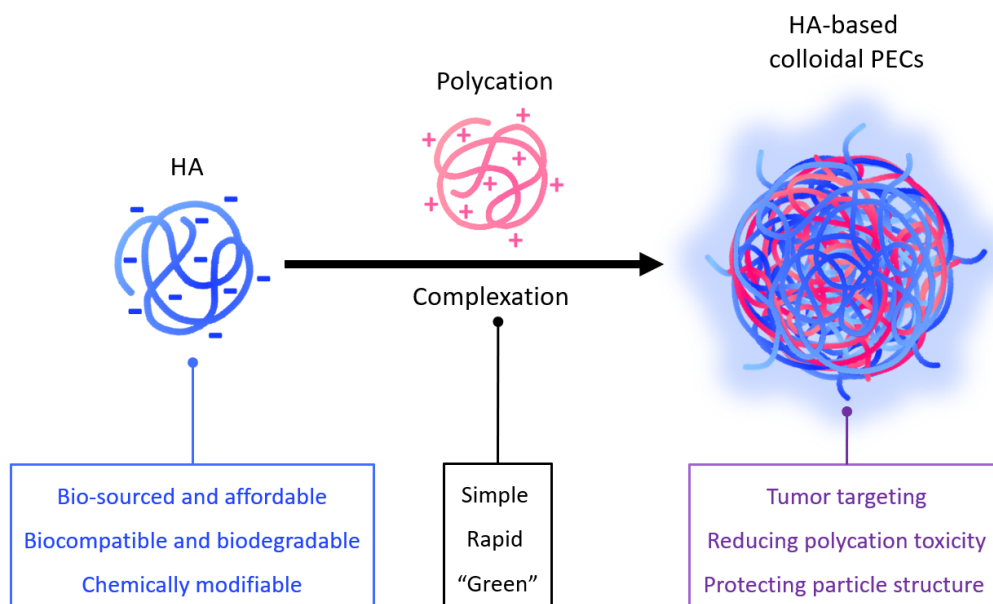 HA-based
colloidal PECs
Polycation
HA
Complexation
Bio-sourced and affordable
Biocompatible and biodegradable
Chemically modifiable
Simple
Rapid
“Green”
Tumor targeting
Reducing polycation toxicity
Protecting particle structure